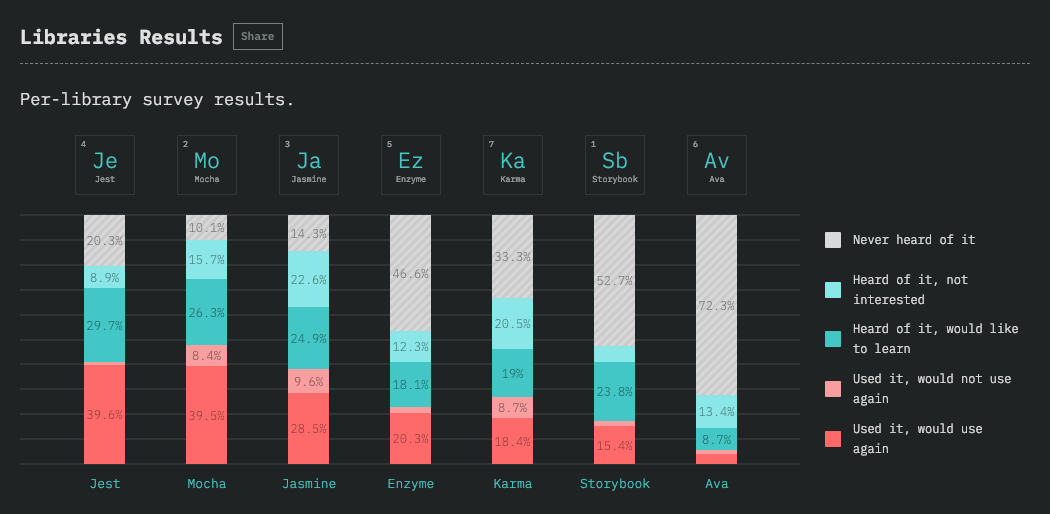 Libraries Results Share
Per-library survey results.
4 2 3 5 7 1 6
Je Mo Ja Ez Ka Sb Av
Jest Mocha Jasmine Enzyme Karma Storybook Ava
20.3% 10.1% 14.3% 46.6% 33.3% 52.7% 72.3%
8.9% 15.7% 22.6% 12.3% 20.5% 13.4%
29.7% 26.3% 24.9% 18.1% 19% 23.8% 8.7%
8.4% 9.6% 8.7%
39.6% 39.5% 28.5% 20.3% 18.4% 15.4%
Jest Mocha Jasmine Enzyme Karma Storybook Ava
Never heard of it
Heard of it, not
interested
Heard of it, would like
to learn
Used it, would not use
again
Used it, would use
again